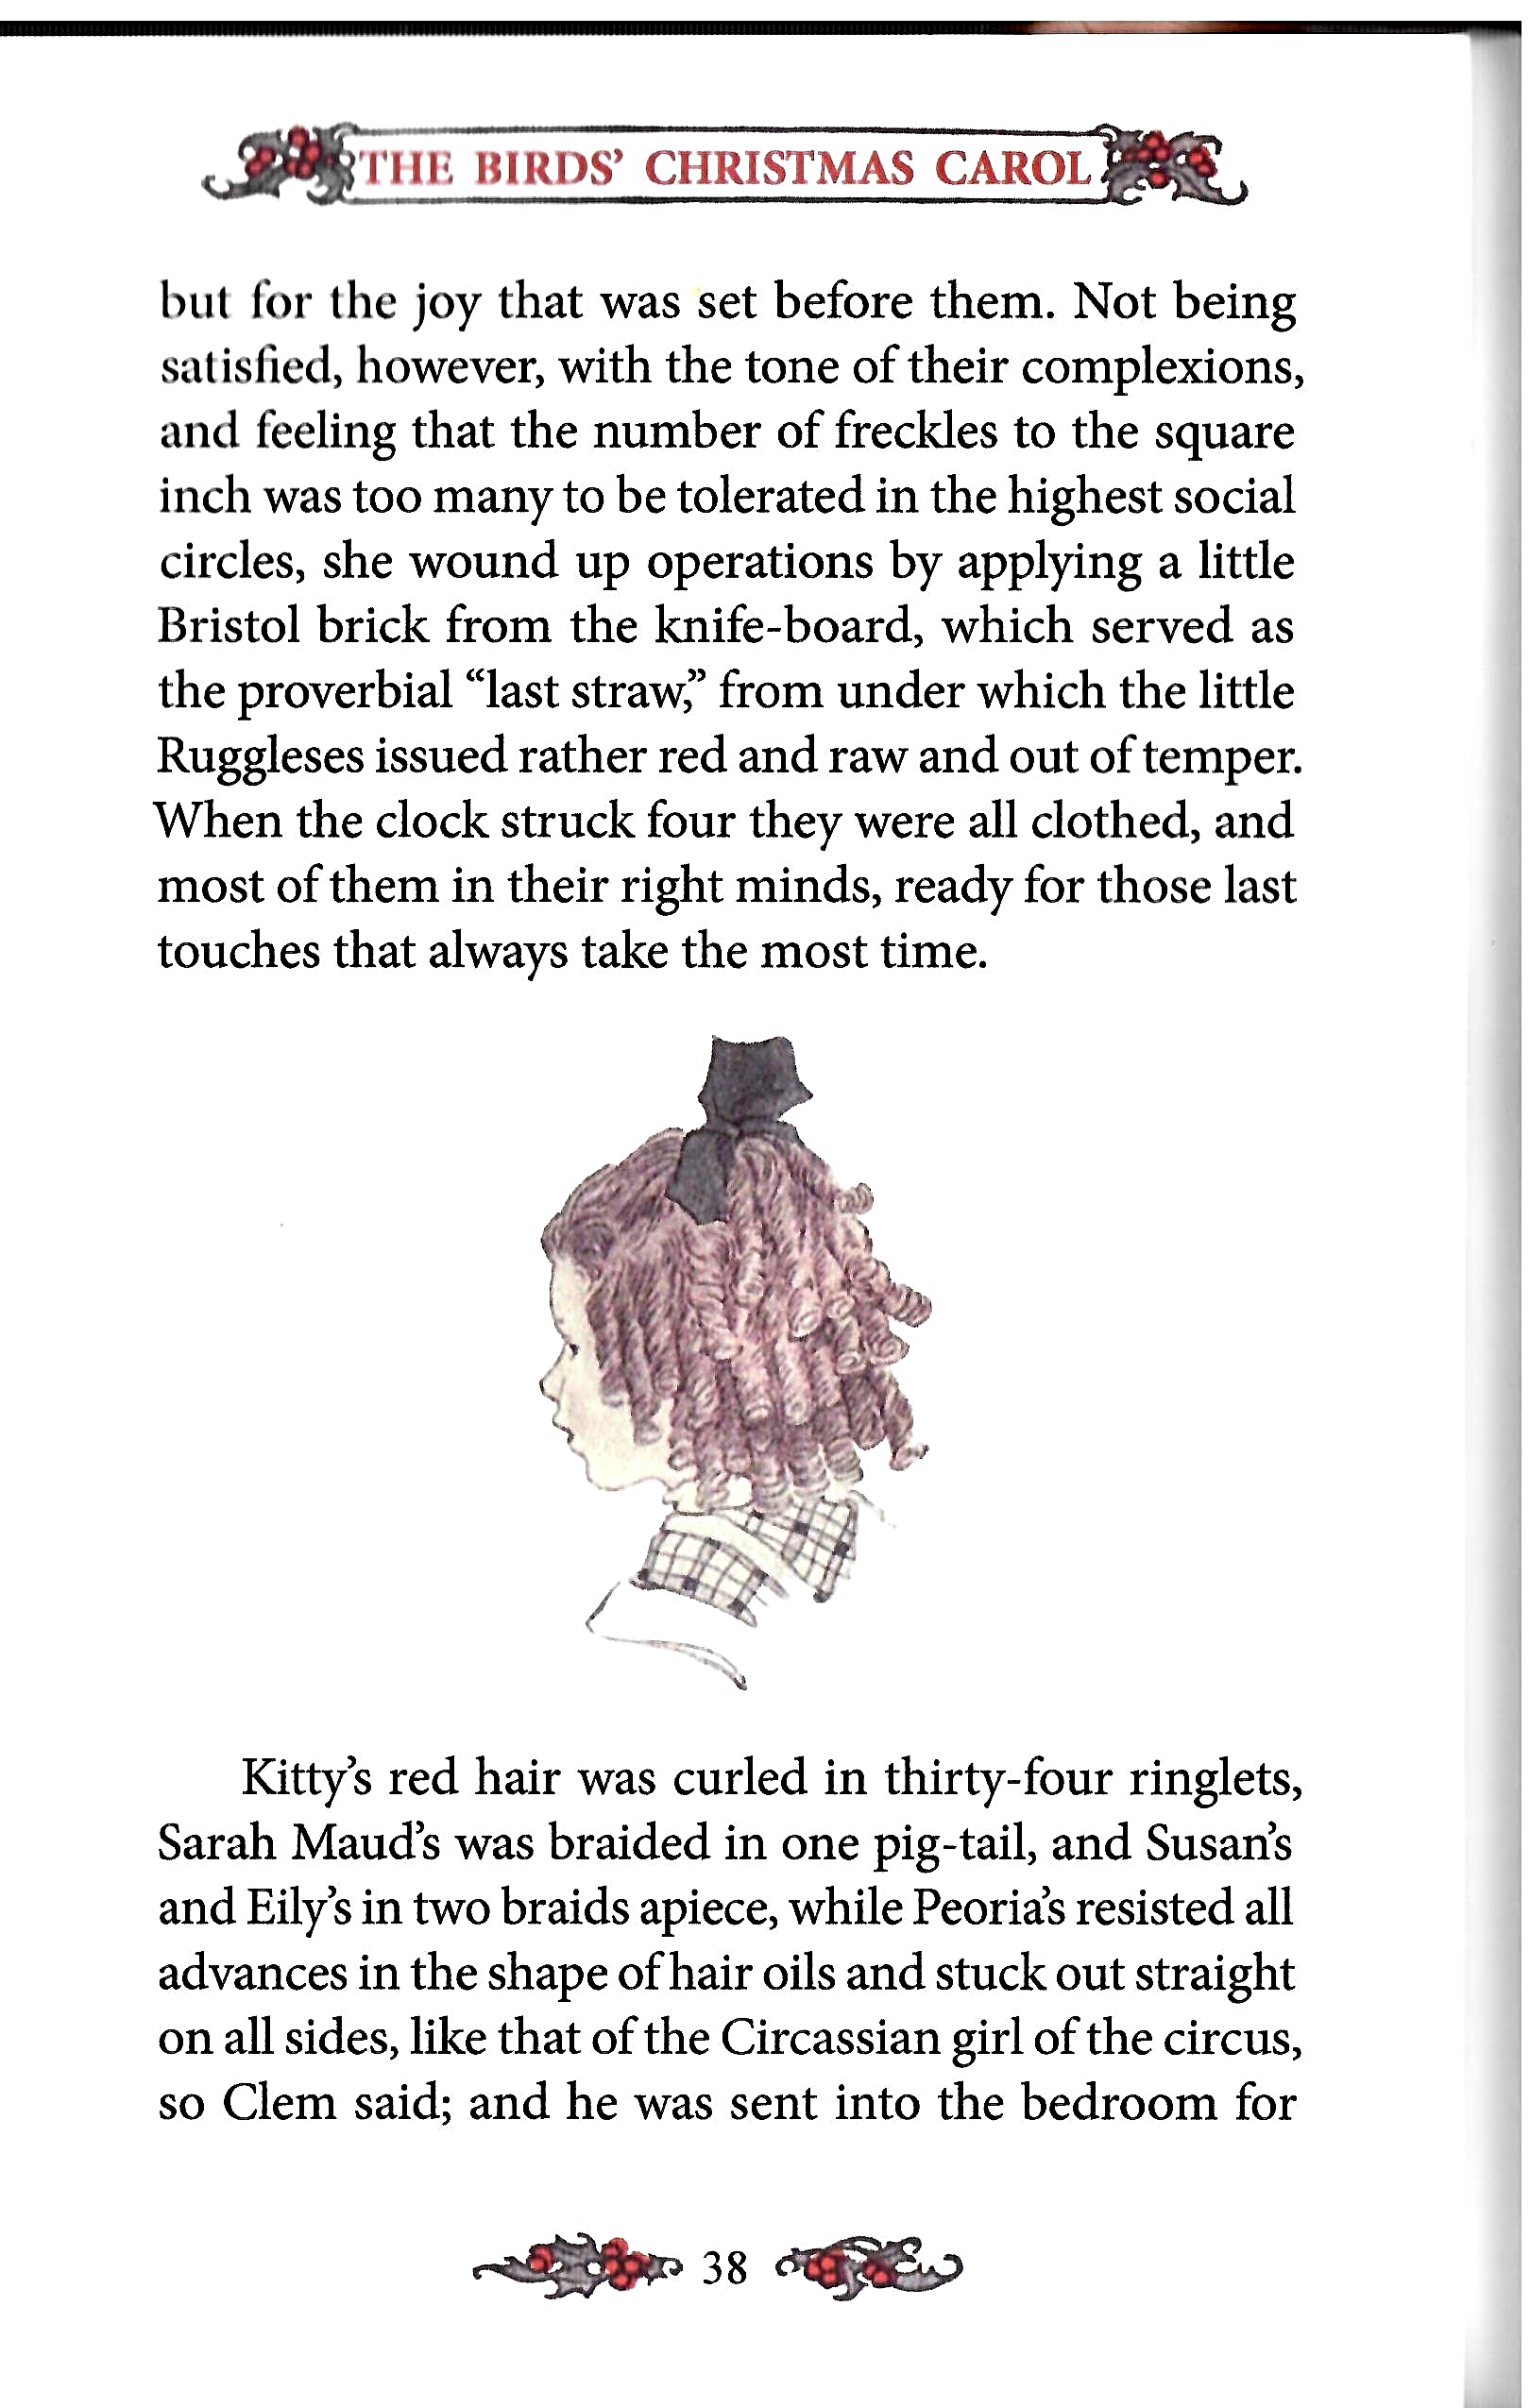 THE BIRDS’ CHRISTMAS CAROL
but for the joy that was set before them. Not being
satisfied, however, with the tone of their complexions,
and feeling that the number of freckles to the square
inch was too many to be tolerated in the highest social
circles, she wound up operations by applying a little
Bristol brick from the knife-board, which served as
the proverbial “last straw,” from under which the little
Ruggleses issued rather red and raw and out of temper.
When the clock struck four they were all clothed, and
most of them in their right minds, ready for those last
touches that always take the most time.
Kitty’s red hair was curled in thirty-four ringlets,
Sarah Maud’s was braided in one pig-tail, and Susan’s
and Eily’s in two braids apiece, while Peoria’s resisted all
advances in the shape of hair oils and stuck out straight
on all sides, like that of the Circassian girl of the circus,
so Clem said; and he was sent into the bedroom for
38